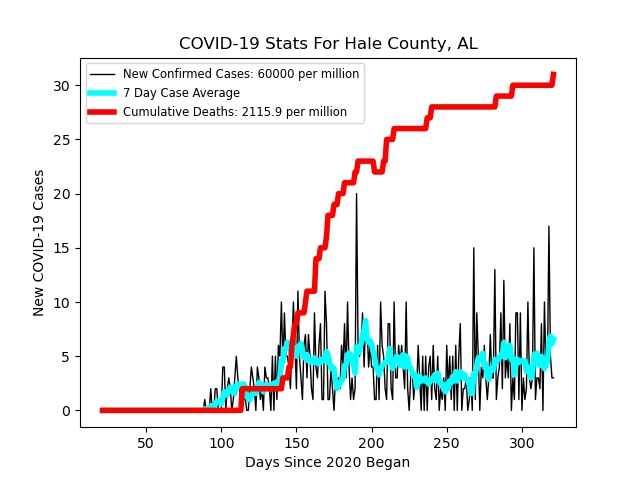 COVID-19 Stats For Hale County, AL
New Confirmed Cases: 60000 per million
7 Day Case Average
Cumulative Deaths: 2115.9 per million
New COVID-19 Cases
30
25
20
15
10
5
0
50 100 150 200 250 300
Days Since 2020 Began